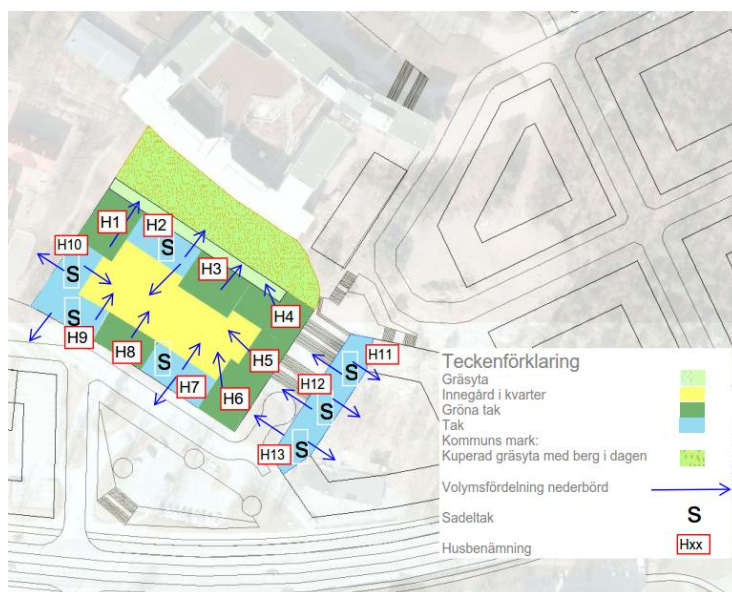 H1
H2
H10
S
S
H3
S
H4
H9
H8
S
H5
H7
H6
H11
S
H12
S
H13
S
Teckenförklaring
Gräsyta
Innegård i kvarter
Gröna tak
Tak
Kommuns mark:
Kuperad gräsyta med berg i dagen
Volymsfördelning nederbörd
Sadeltak S
Husbenämning Hxx